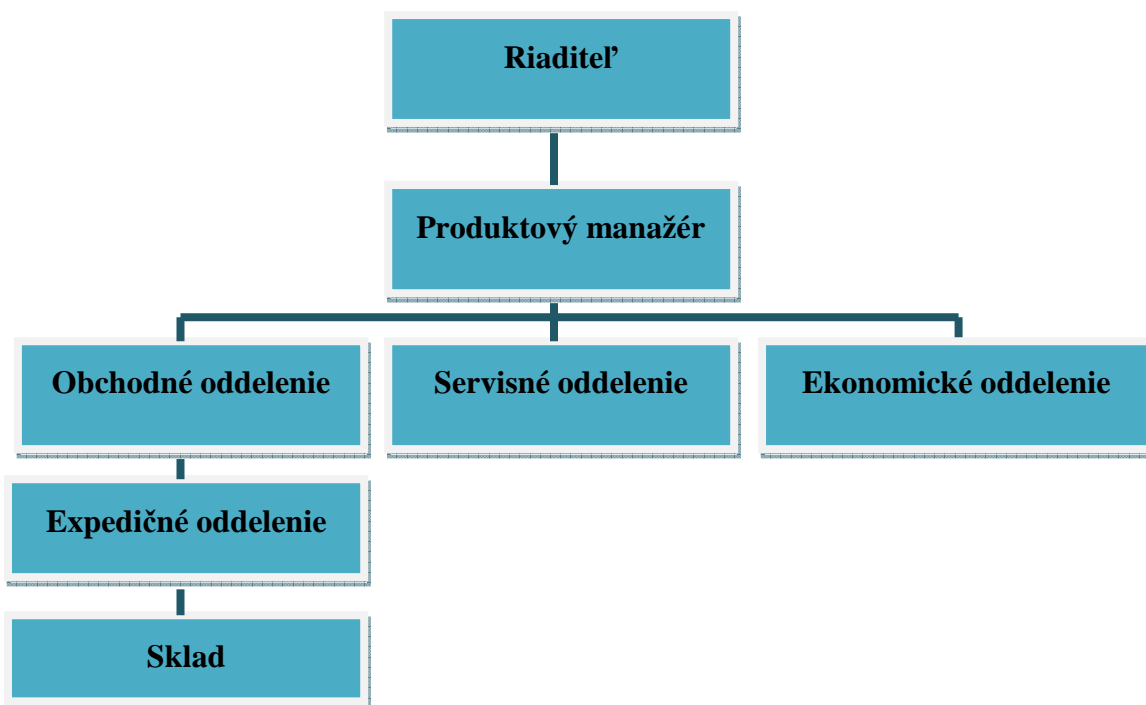 Riaditeľ
Produktový manažér
Obchodné oddelenie
Servisné oddelenie
Ekonomické oddelenie
Expedičné oddelenie
Sklad